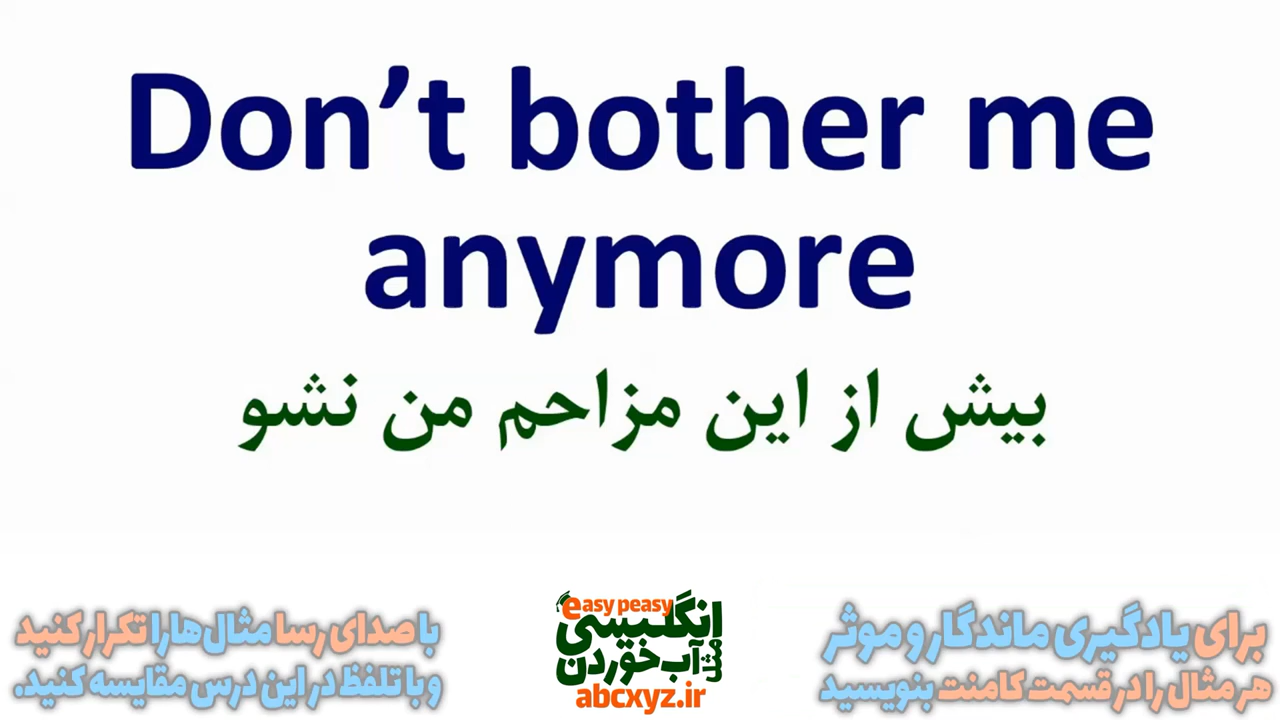 Don’t bother me
anymore
بیش از این مزاحم من نشو
برای یادگیری ماندگار و موثر
هر مثال را در قسمت کامنت بنویسید
easy peasy
انگلیسی
مثل آب خوردن
abcxyz.ir
با صدای رسا مثال‌ها را تکرار کنید
و با تلفظ در این درس مقایسه کنید.